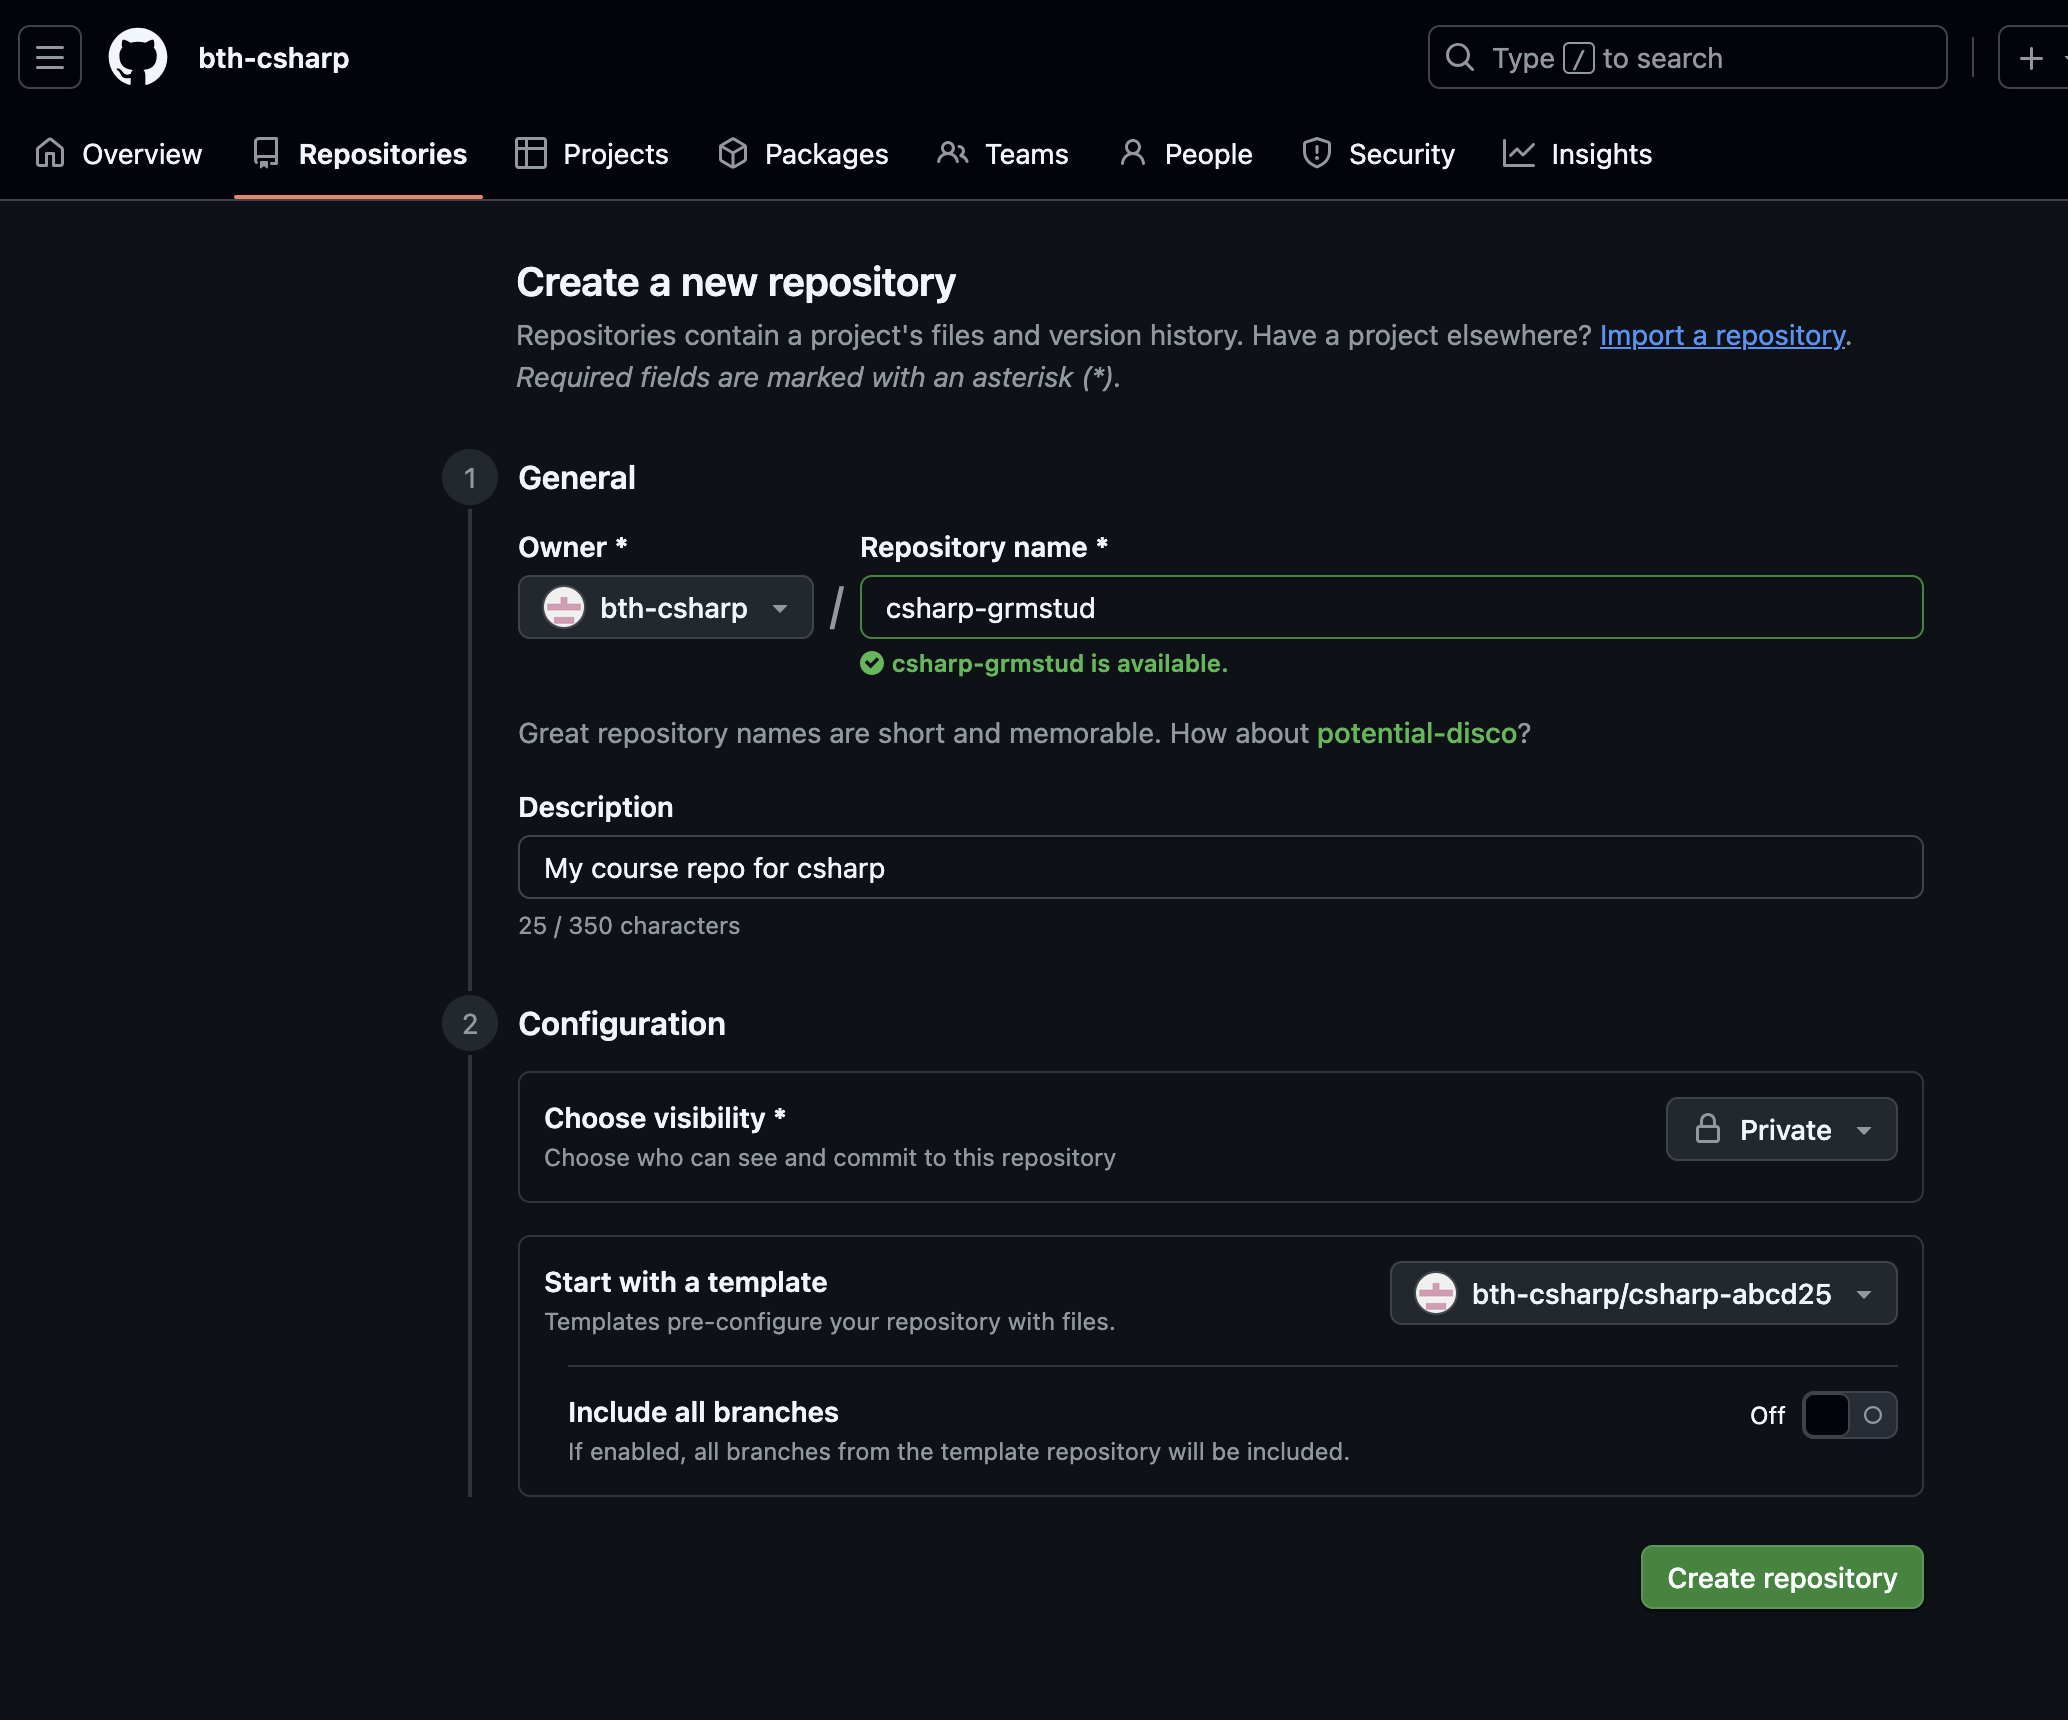 bth-csharp
Type / to search
Overview Repositories Projects Packages Teams People Security Insights
Create a new repository
Repositories contain a project's files and version history. Have a project elsewhere? Import a repository.
Required fields are marked with an asterisk (*).
1 General
Owner * Repository name *
bth-csharp / csharp-grmstud
csharp-grmstud is available.
Great repository names are short and memorable. How about potential-disco?
Description
My course repo for csharp
25 / 350 characters
2 Configuration
Choose visibility *
Private
Choose who can see and commit to this repository
Start with a template
bth-csharp/csharp-abcd25
Templates pre-configure your repository with files.
Include all branches
Off
If enabled, all branches from the template repository will be included.
Create repository